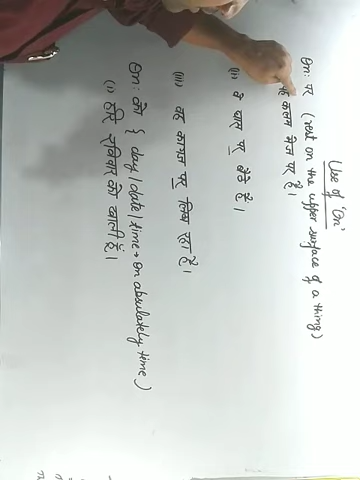 Use of 'On'
On: पर (rest on the upper surface of a thing)
कलम मेज पर है।
(ii) वे घास पर बैठे हैं।
(iii) वह कागज पर लिख रहा है।
On: को { day / date / time → on absulately time )
(i) हम रविवार को खाली हैं।